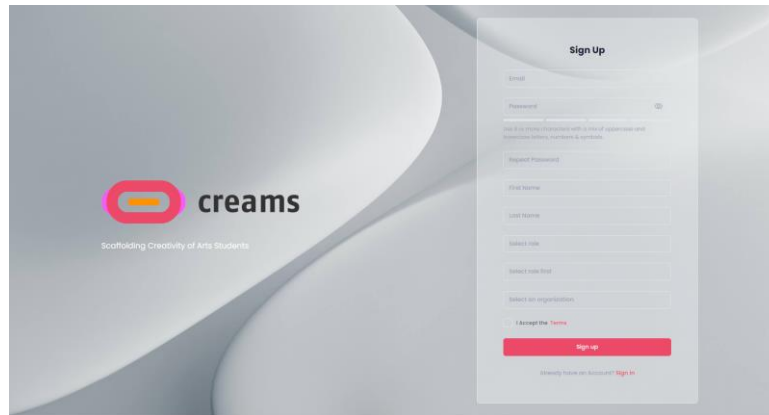 Sign Up
Email
Password
Use 8 or more characters with a mix of uppercase and
lowercase letters, numbers & symbols.
Repeat Password
First Name
Last Name
Select role
Select role first
Select an organization
I Accept the Terms
Sign up
Already have an Account? Sign in
creams
Scaffolding Creativity of Arts Students